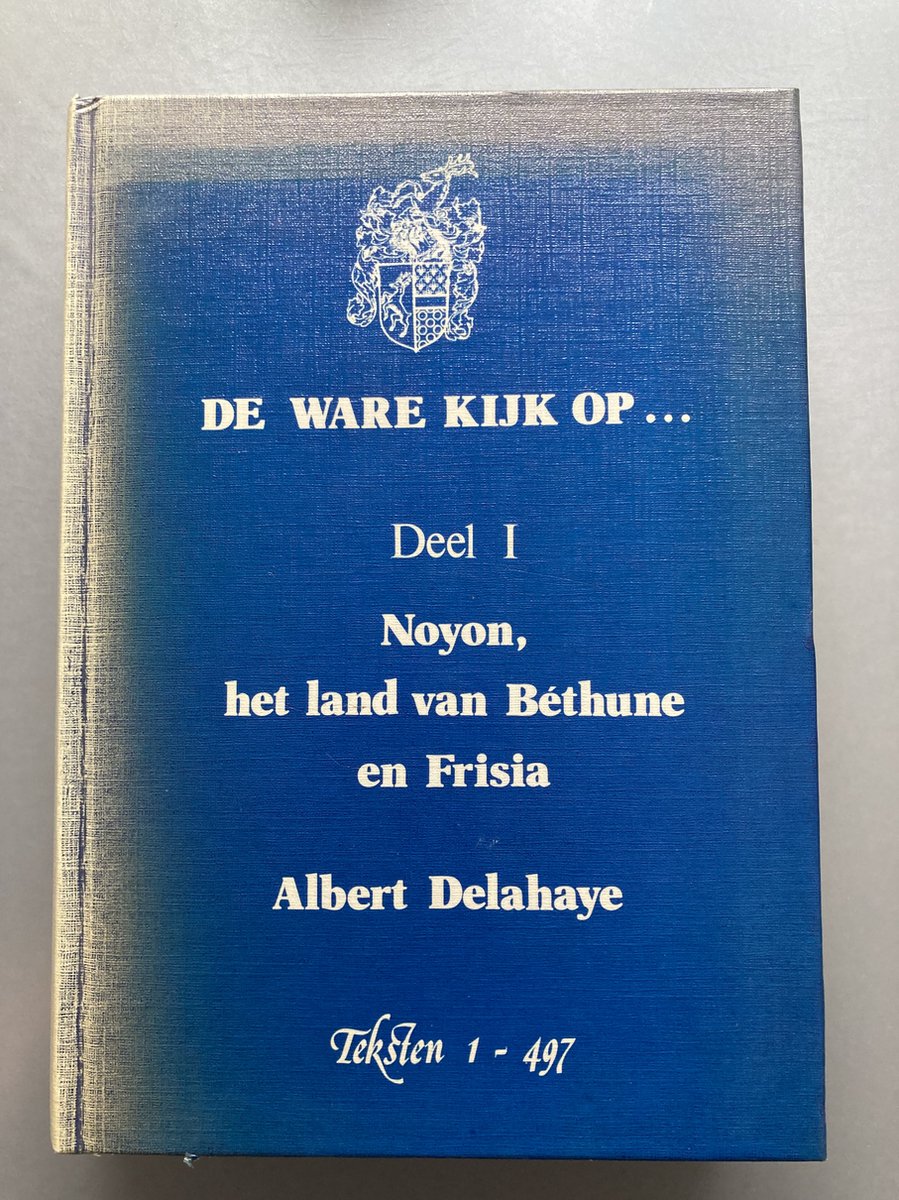 DE WARE KIJK OP...
Deel I
Noyon,
het land van Béthune
en Frisia
Albert Delahaye
Teksten 1 - 497